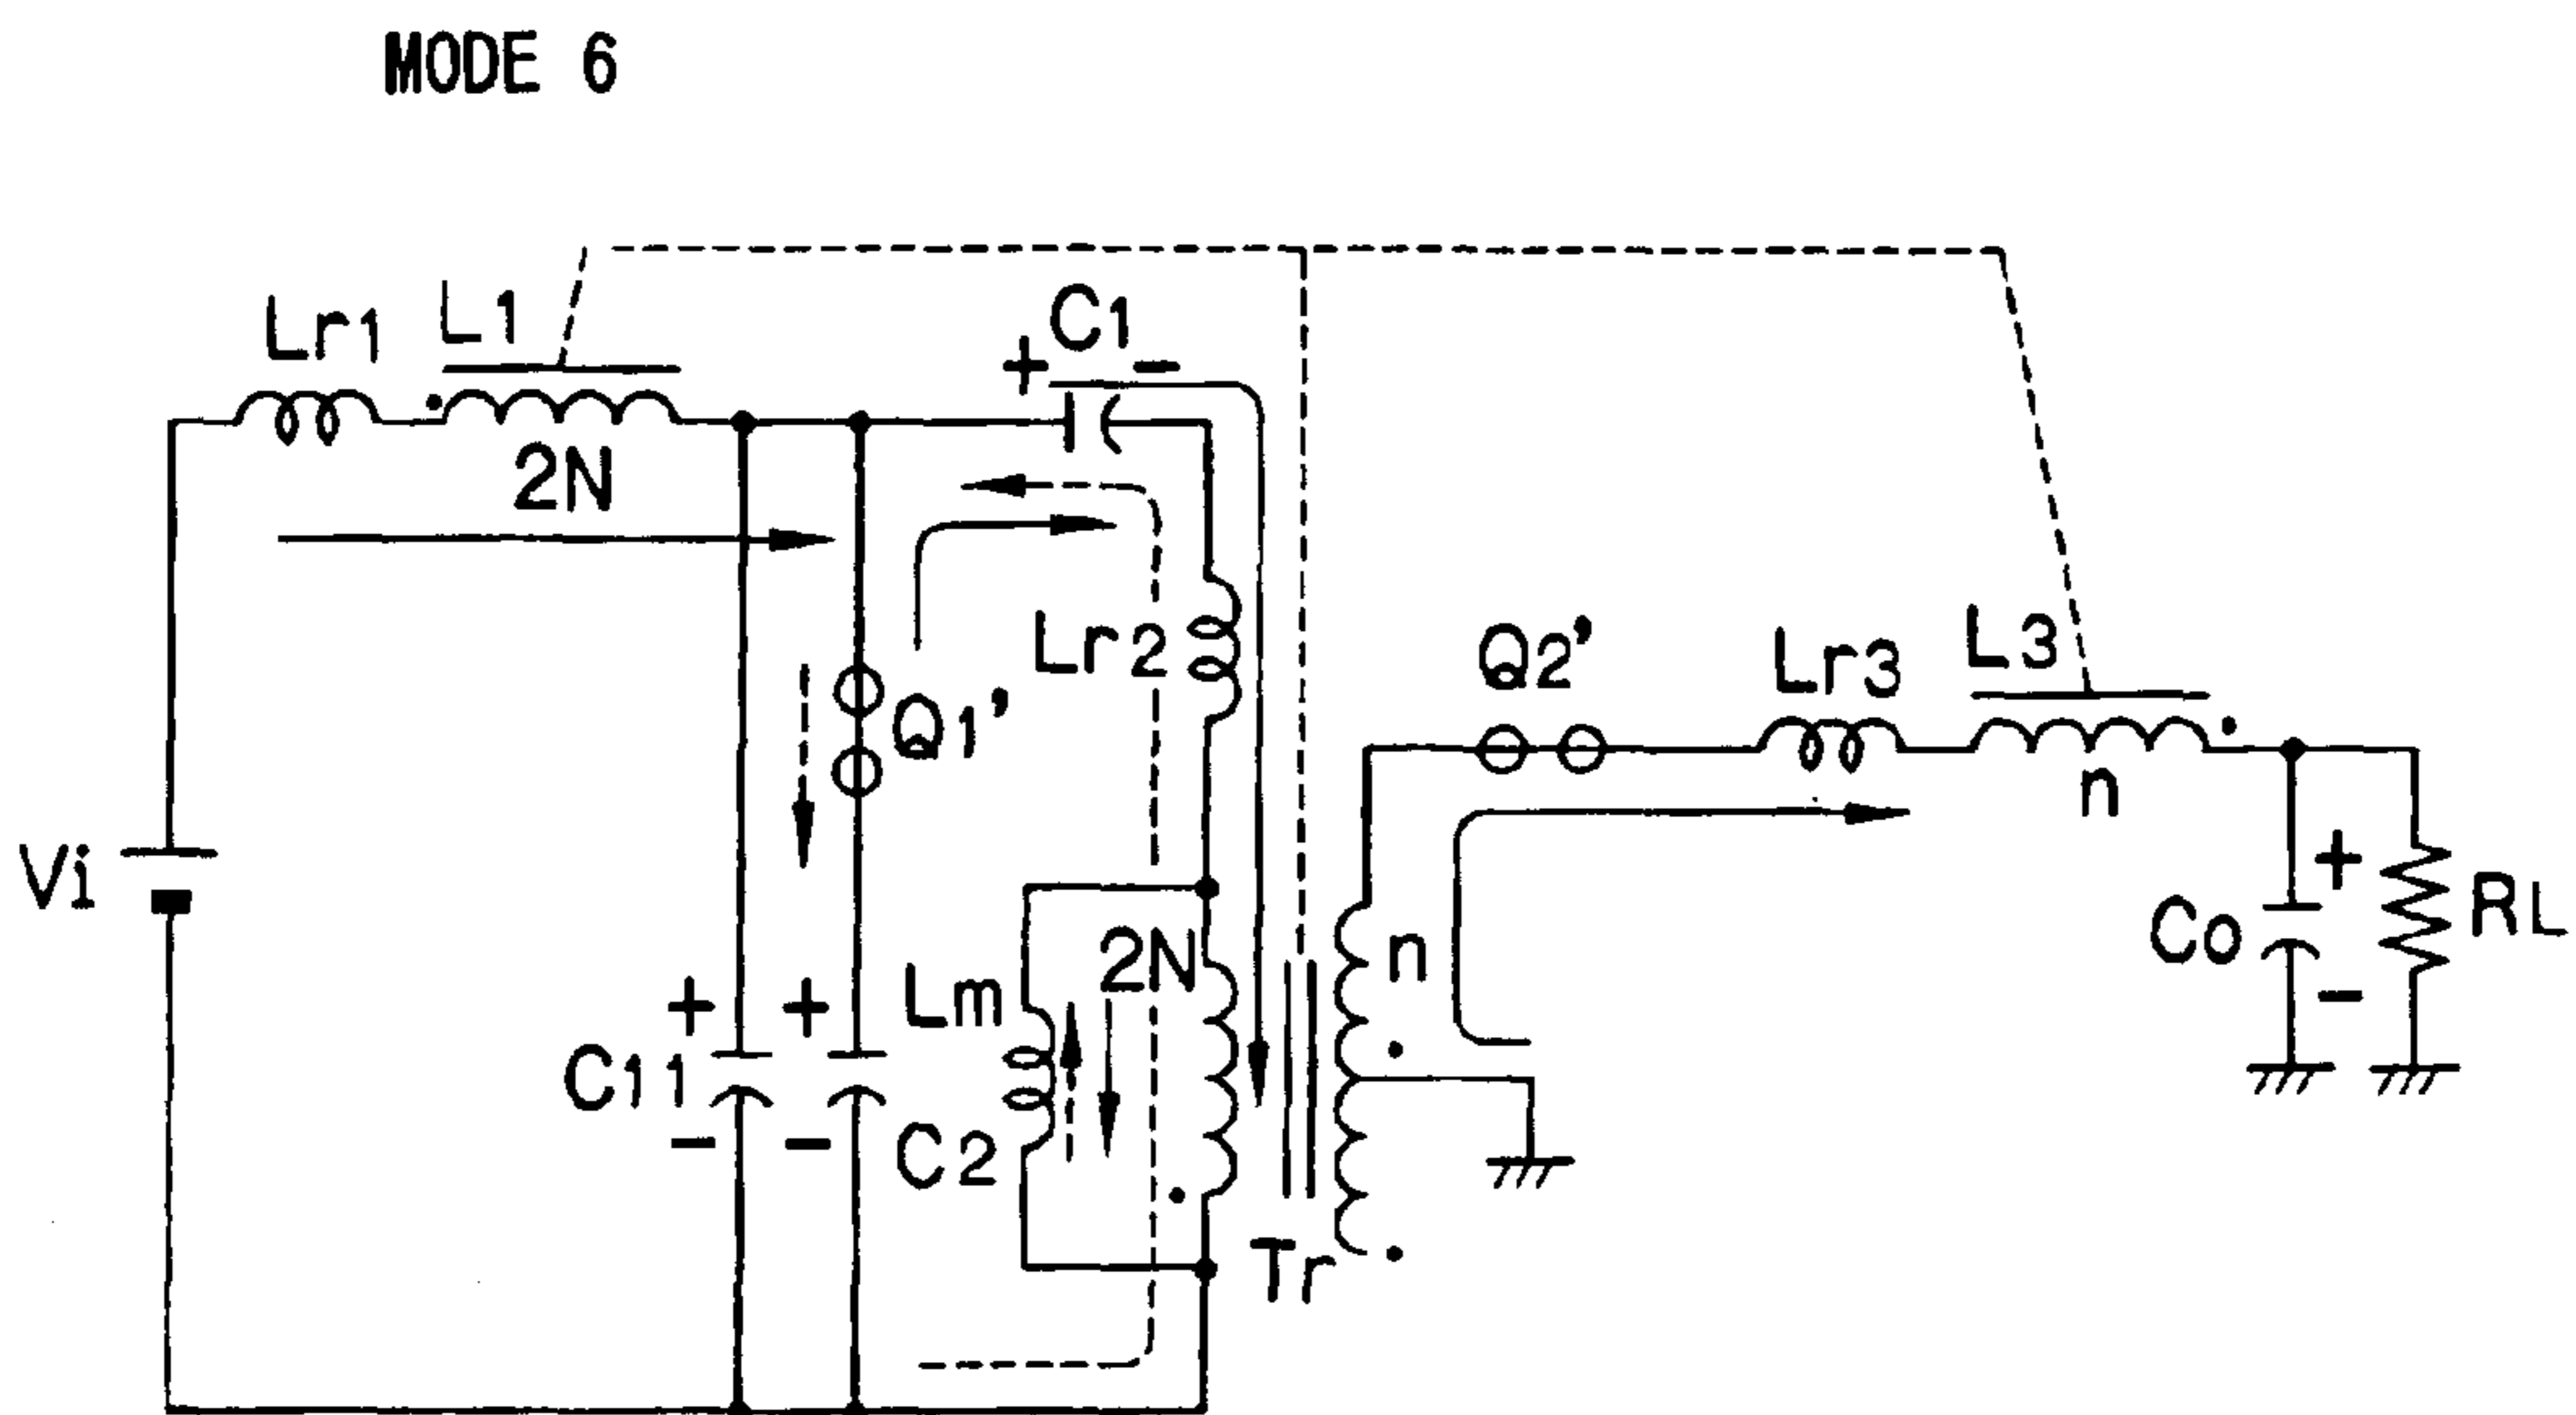 MODE 6
Lr1
L1
2N
+
C1
-
Lr2
Q1'
Q2'
Lr3
L3
n
Vi
+
+
C11
-
-
C2
Lm
2N
n
Tr
Co
+
-
RL